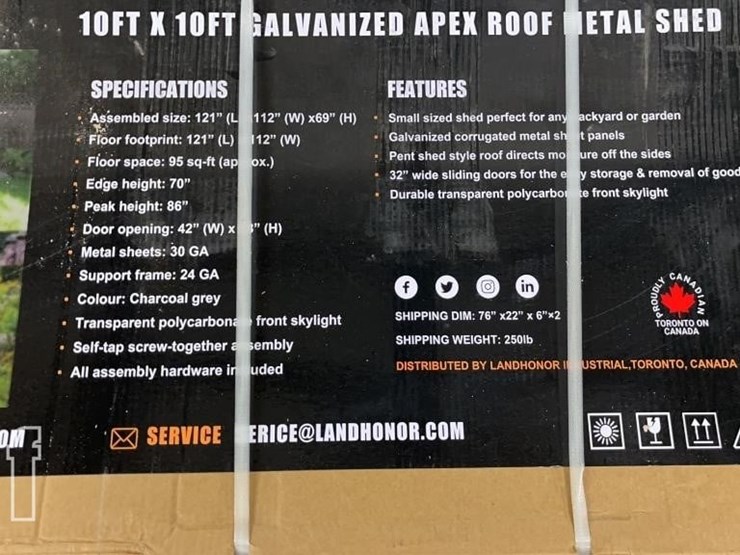 10FT X 10FT GALVANIZED APEX ROOF METAL SHED
SPECIFICATIONS
Assembled size: 121” (L 112” (W) x69” (H)
Floor footprint: 121” (L) 112” (W)
Floor space: 95 sq-ft (approx.)
Edge height: 70”
Peak height: 86”
Door opening: 42” (W) x ” (H)
Metal sheets: 30 GA
Support frame: 24 GA
Colour: Charcoal grey
Transparent polycarbonate front skylight
Self-tap screw-together assembly
All assembly hardware included
FEATURES
Small sized shed perfect for any backyard or garden
Galvanized corrugated metal sheet panels
Pent shed style roof directs moisture off the sides
32” wide sliding doors for the easy storage & removal of good
Durable transparent polycarbonate front skylight
SHIPPING DIM: 76” x22” x 6”×2
SHIPPING WEIGHT: 250lb
DISTRIBUTED BY LANDHONOR INDUSTRIAL,TORONTO, CANADA
PROUDLY CANADIAN
TORONTO ON
CANADA
OM
SERVICE ERICE@LANDHONOR.COM